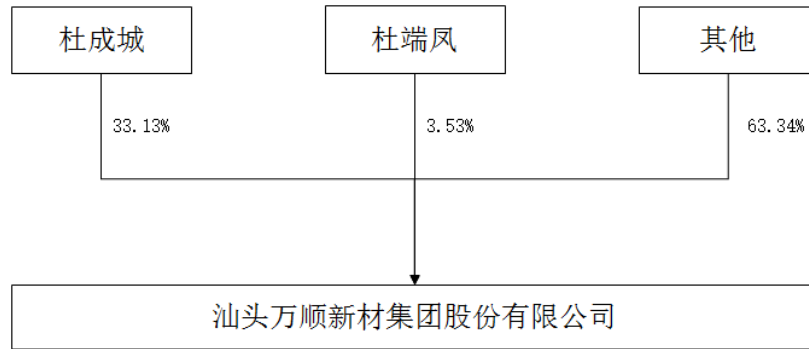 杜成城
杜端凤
其他
33.13%
3.53%
63.34%
汕头万顺新材集团股份有限公司